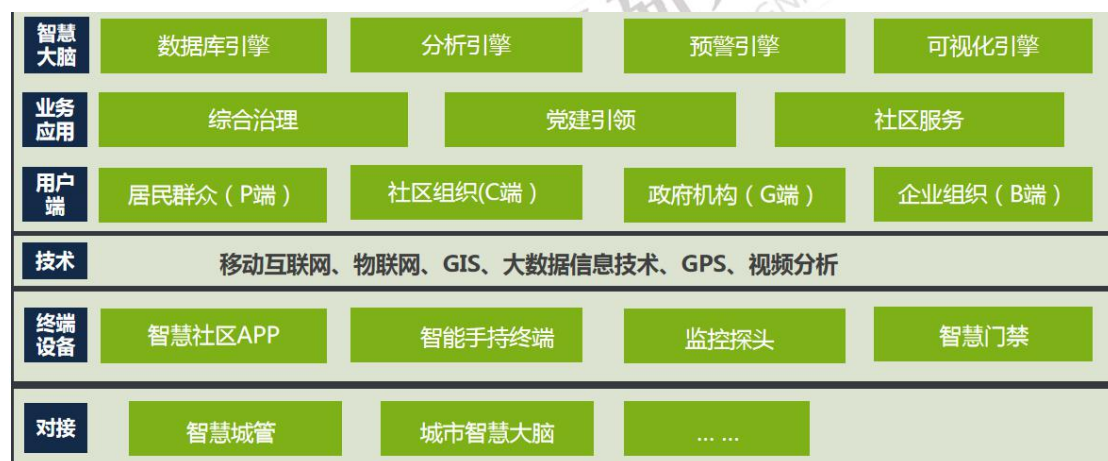 智慧大脑 数据库引擎 分析引擎 预警引擎 可视化引擎
业务应用 综合治理 党建引领 社区服务
用户端 居民群众（P端） 社区组织(C端） 政府机构（G端） 企业组织（B端）
技术 移动互联网、物联网、GIS、大数据信息技术、GPS、视频分析
终端设备 智慧社区APP 智能手持终端 监控探头 智慧门禁
对接 智慧城管 城市智慧大脑 ... ...